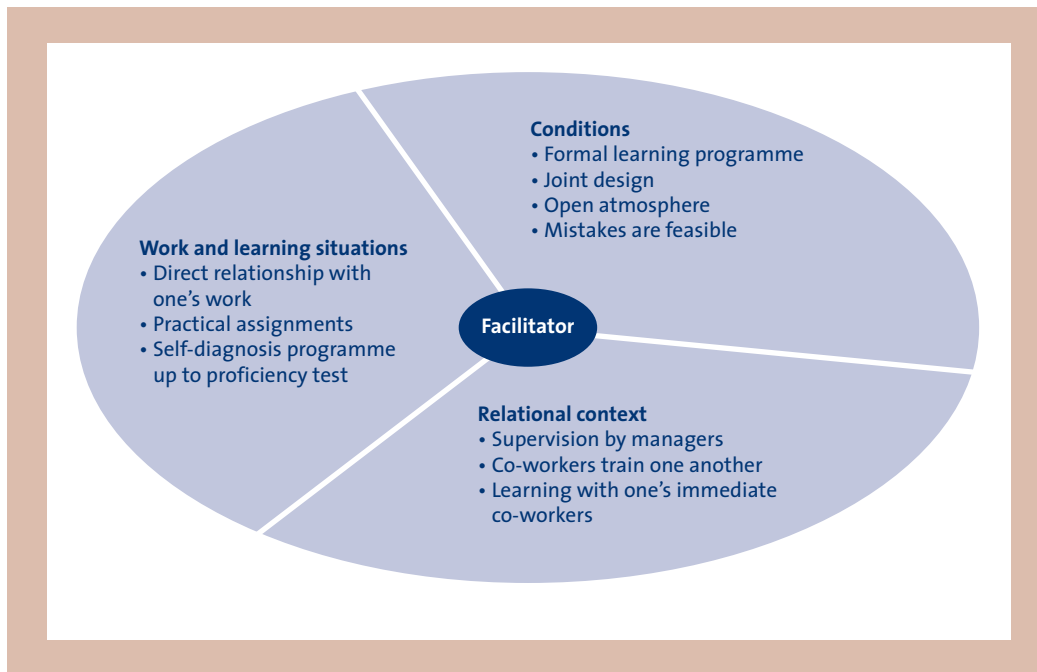 Conditions
• Formal learning programme
• Joint design
• Open atmosphere
• Mistakes are feasible
Work and learning situations
• Direct relationship with
one’s work
• Practical assignments
• Self-diagnosis programme
up to proficiency test
Facilitator
Relational context
• Supervision by managers
• Co-workers train one another
• Learning with one’s immediate
co-workers